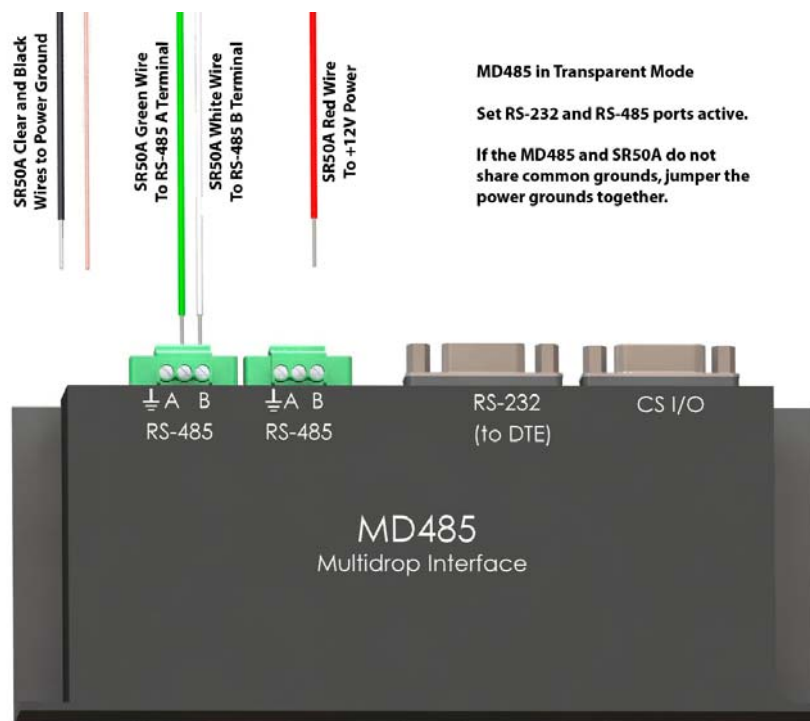 SR50A Clear and Black
Wires to Power Ground
SR50A Green Wire
To RS-485 A Terminal
SR50A White Wire
To RS-485 B Terminal
SR50A Red Wire
To +12V Power
MD485 in Transparent Mode
Set RS-232 and RS-485 ports active.
If the MD485 and SR50A do not
share common grounds, jumper the
power grounds together.
A B
RS-485
A B
RS-485
RS-232
(to DTE)
CS I/O
MD485
Multidrop Interface